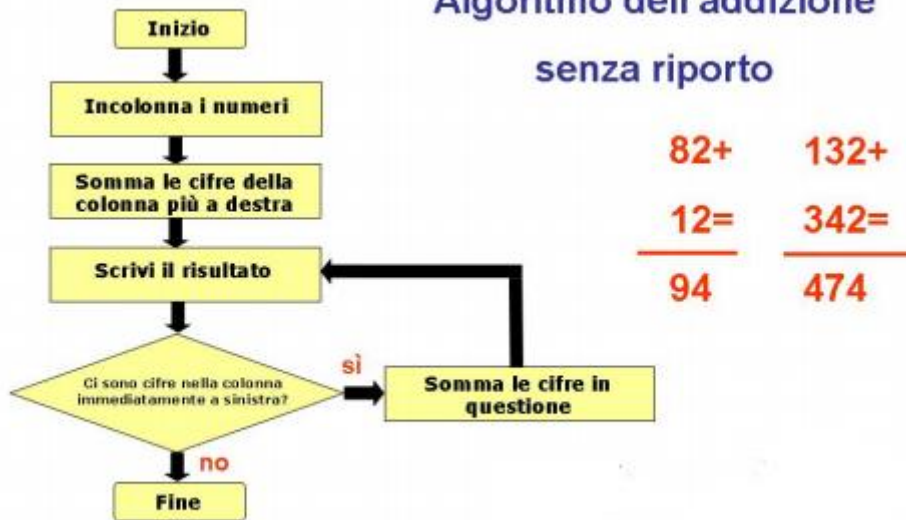 Algoritmo dell'addizione
senza riporto
Inizio
Incolonna i numeri
Somma le cifre della
colonna più a destra
Scrivi il risultato
Ci sono cifre nella colonna
immediatamente a sinistra?
sì
Somma le cifre in
questione
no
Fine
82+
12=
94
132+
342=
474